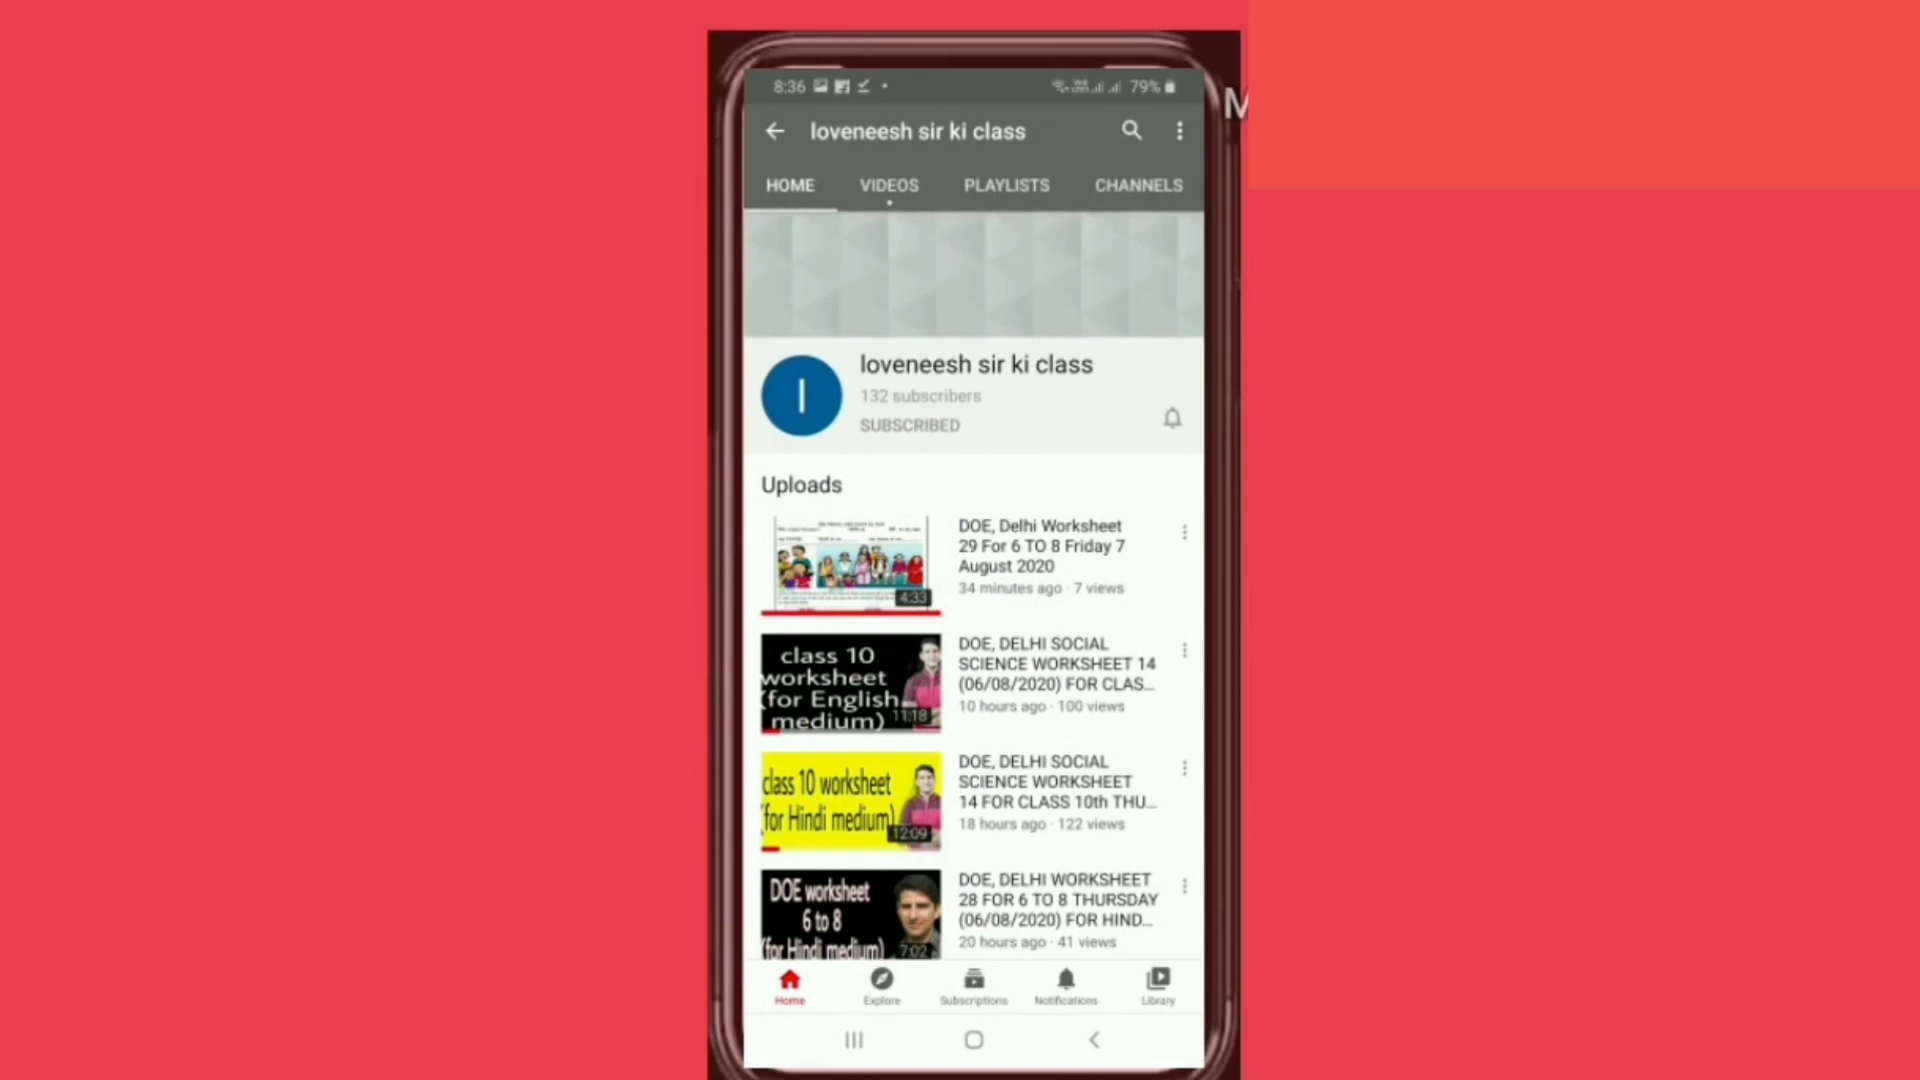 8:36
79%
M
loveneesh sir ki class
HOME VIDEOS PLAYLISTS CHANNELS
loveneesh sir ki class
132 subscribers
SUBSCRIBED
Uploads
4:33
DOE, Delhi Worksheet
29 For 6 TO 8 Friday 7
August 2020
34 minutes ago · 7 views
class 10
worksheet
(for English
medium)
11:18
DOE, DELHI SOCIAL
SCIENCE WORKSHEET 14
(06/08/2020) FOR CLAS...
10 hours ago · 100 views
class 10 worksheet
(for Hindi medium)
12:09
DOE, DELHI SOCIAL
SCIENCE WORKSHEET
14 FOR CLASS 10th THU...
18 hours ago · 122 views
DOE worksheet
6 to 8
(for Hindi medium)
7:02
DOE, DELHI WORKSHEET
28 FOR 6 TO 8 THURSDAY
(06/08/2020) FOR HIND...
20 hours ago · 41 views
Home Explore Subscriptions Notifications Library